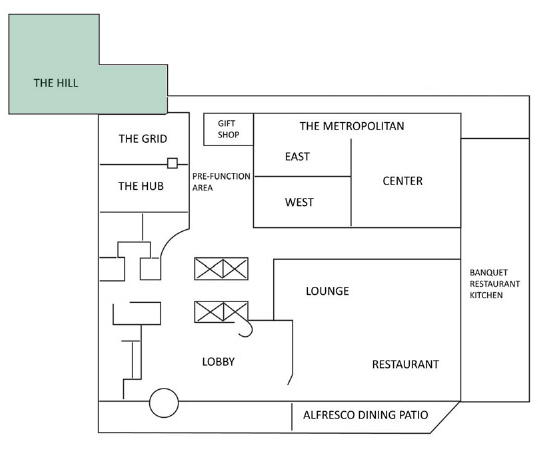 THE HILL
THE GRID
GIFT
SHOP
THE METROPOLITAN
EAST
THE HUB
PRE-FUNCTION
AREA
CENTER
WEST
BANQUET
RESTAURANT
KITCHEN
LOUNGE
LOBBY
RESTAURANT
ALFRESCO DINING PATIO